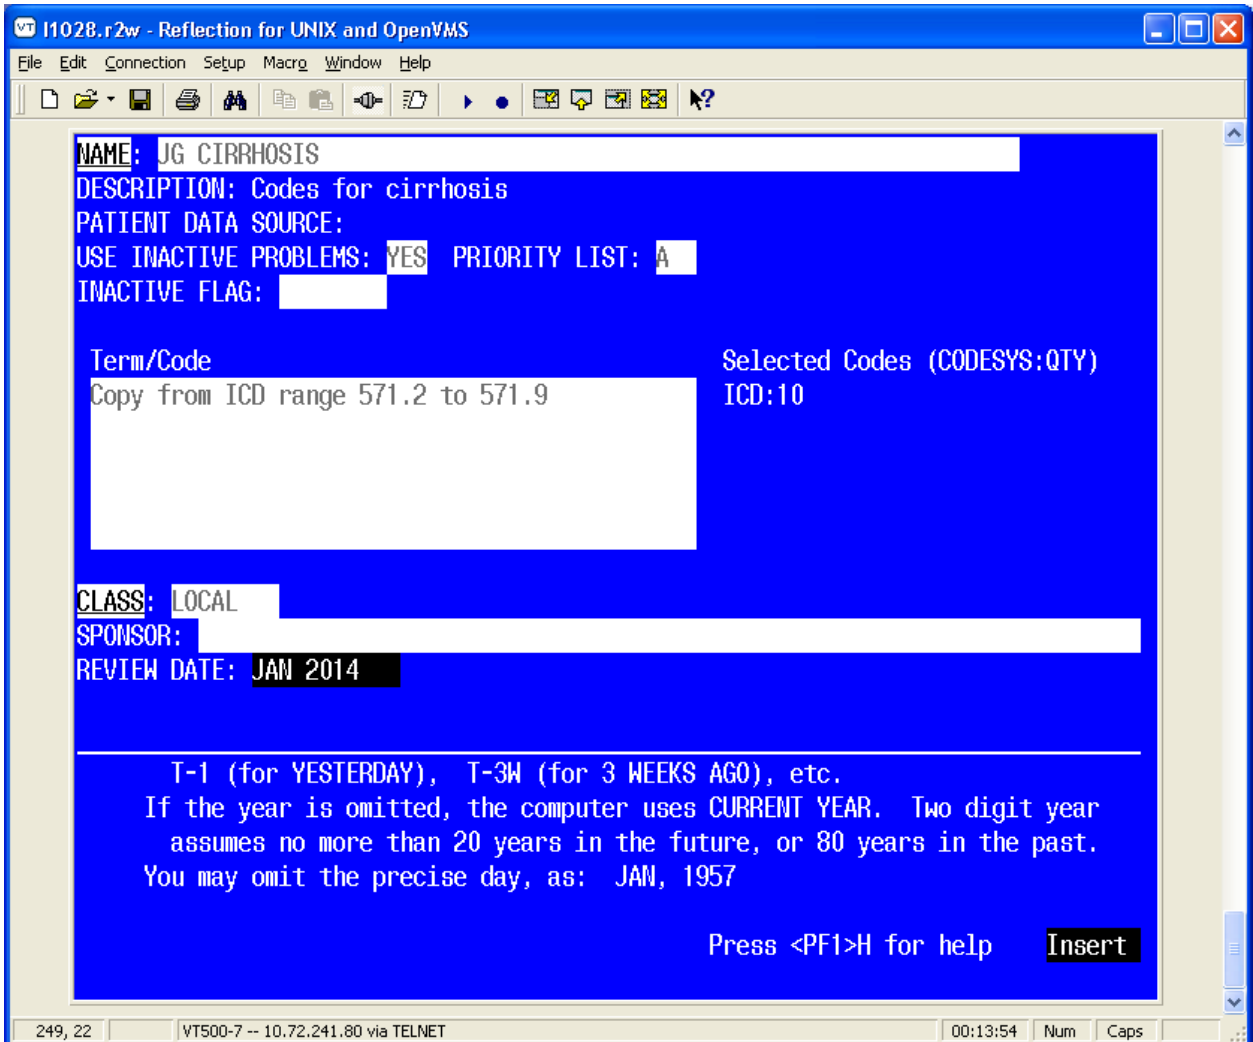 VT I1028.r2w - Reflection for UNIX and OpenVMS
File Edit Connection Setup Macro Window Help
NAME: JG CIRRHOSIS
DESCRIPTION: Codes for cirrhosis
PATIENT DATA SOURCE:
USE INACTIVE PROBLEMS: YES PRIORITY LIST: A
INACTIVE FLAG:
Term/Code Selected Codes (CODESYS:QTY)
Copy from ICD range 571.2 to 571.9 ICD:10
CLASS: LOCAL
SPONSOR:
REVIEW DATE: JAN 2014
T-1 (for YESTERDAY), T-3W (for 3 WEEKS AGO), etc.
If the year is omitted, the computer uses CURRENT YEAR. Two digit year
assumes no more than 20 years in the future, or 80 years in the past.
You may omit the precise day, as: JAN, 1957
Press <PF1>H for help Insert
249, 22 VT500-7 -- 10.72.241.80 via TELNET 00:13:54 Num Caps